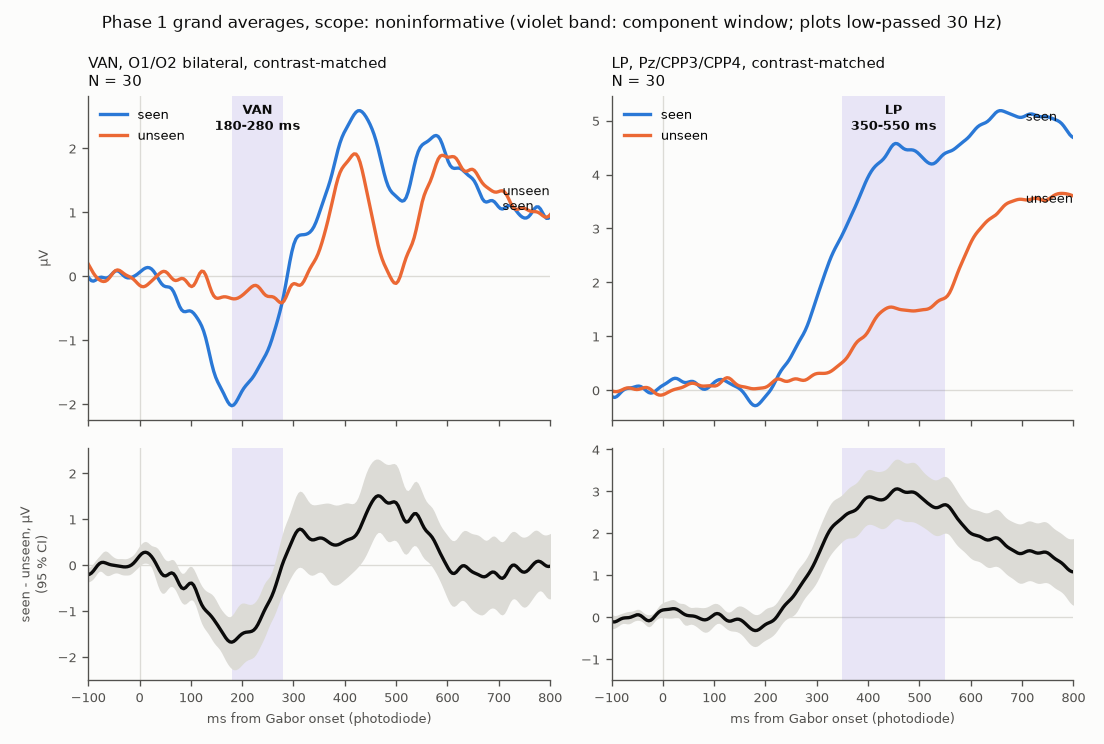 Phase 1 grand averages, scope: noninformative (violet band: component window; plots low-passed 30 Hz)
VAN, O1/O2 bilateral, contrast-matched
N = 30
seen
unseen
VAN
180-280 ms
2
1
0
−1
−2
µV
unseen
seen
LP, Pz/CPP3/CPP4, contrast-matched
N = 30
seen
unseen
LP
350-550 ms
5
4
3
2
1
0
seen
unseen
2
1
0
−1
−2
seen - unseen, µV
(95 % CI)
−100 0 100 200 300 400 500 600 700 800
ms from Gabor onset (photodiode)
4
3
2
1
0
−1
−100 0 100 200 300 400 500 600 700 800
ms from Gabor onset (photodiode)